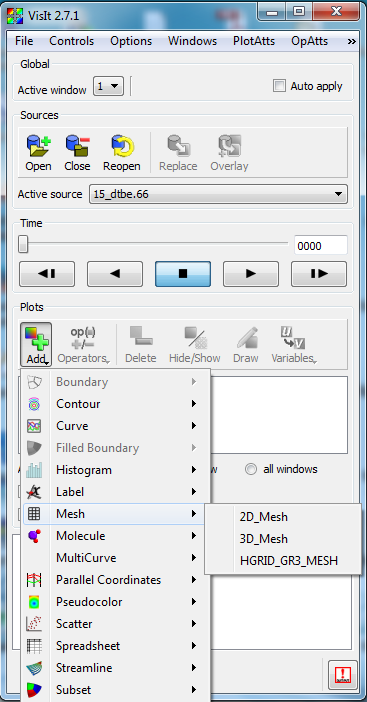 VisIt 2.7.1
File Controls Options Windows PlotAtts OpAtts »
Global
Active window 1 Auto apply
Sources
Open Close Reopen Replace Overlay
Active source 15_dtbe.66
Time
0000
Plots
Add Operators Delete Hide/Show Draw Variables
Boundary
Contour
Curve
Filled Boundary
Histogram
all windows
Label
Mesh
2D_Mesh
Molecule
3D_Mesh
MultiCurve
HGRID_GR3_MESH
Parallel Coordinates
Pseudocolor
Scatter
Spreadsheet
Streamline
Subset